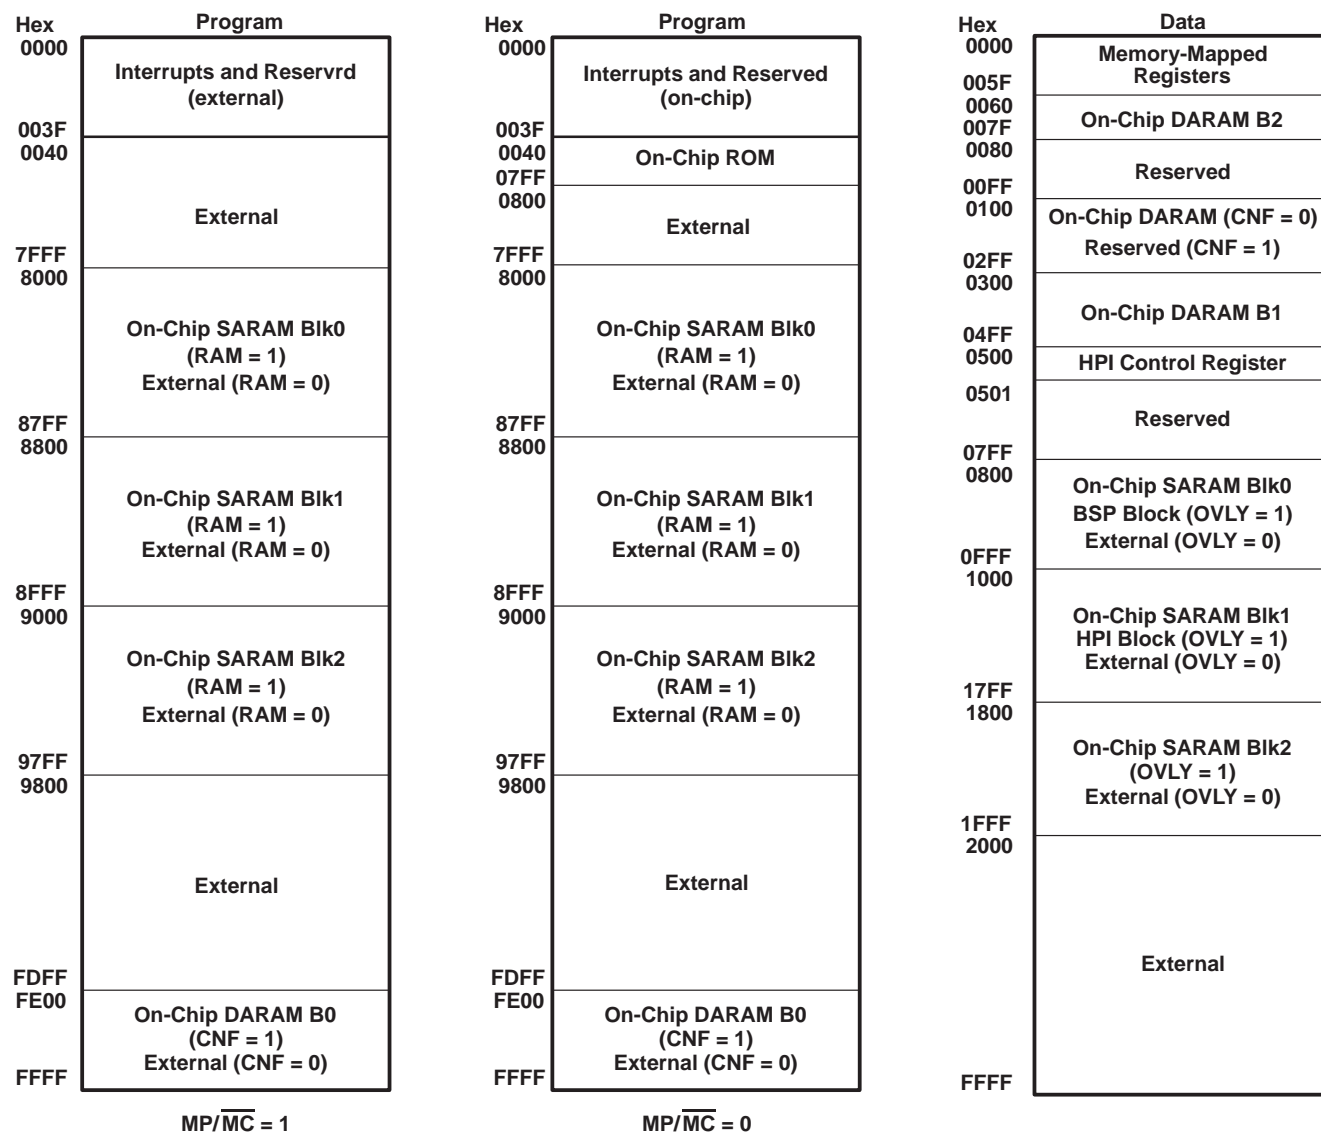 Hex
Program
0000
Interrupts and Reservrd
(external)
003F
0040
External
7FFF
8000
On-Chip SARAM Blk0
(RAM = 1)
External (RAM = 0)
87FF
8800
On-Chip SARAM Blk1
(RAM = 1)
External (RAM = 0)
8FFF
9000
On-Chip SARAM Blk2
(RAM = 1)
External (RAM = 0)
97FF
9800
External
FDFF
FE00
On-Chip DARAM B0
(CNF = 1)
External (CNF = 0)
FFFF
MP/MC = 1
Hex
Program
0000
Interrupts and Reserved
(on-chip)
003F
0040
On-Chip ROM
07FF
0800
External
7FFF
8000
On-Chip SARAM Blk0
(RAM = 1)
External (RAM = 0)
87FF
8800
On-Chip SARAM Blk1
(RAM = 1)
External (RAM = 0)
8FFF
9000
On-Chip SARAM Blk2
(RAM = 1)
External (RAM = 0)
97FF
9800
External
FDFF
FE00
On-Chip DARAM B0
(CNF = 1)
External (CNF = 0)
FFFF
MP/MC = 0
Hex
Data
0000
Memory-Mapped
Registers
005F
0060
On-Chip DARAM B2
007F
0080
Reserved
00FF
0100
On-Chip DARAM (CNF = 0)
Reserved (CNF = 1)
02FF
0300
On-Chip DARAM B1
04FF
0500
HPI Control Register
0501
Reserved
07FF
0800
On-Chip SARAM Blk0
BSP Block (OVLY = 1)
External (OVLY = 0)
0FFF
1000
On-Chip SARAM Blk1
HPI Block (OVLY = 1)
External (OVLY = 0)
17FF
1800
On-Chip SARAM Blk2
(OVLY = 1)
External (OVLY = 0)
1FFF
2000
External
FFFF